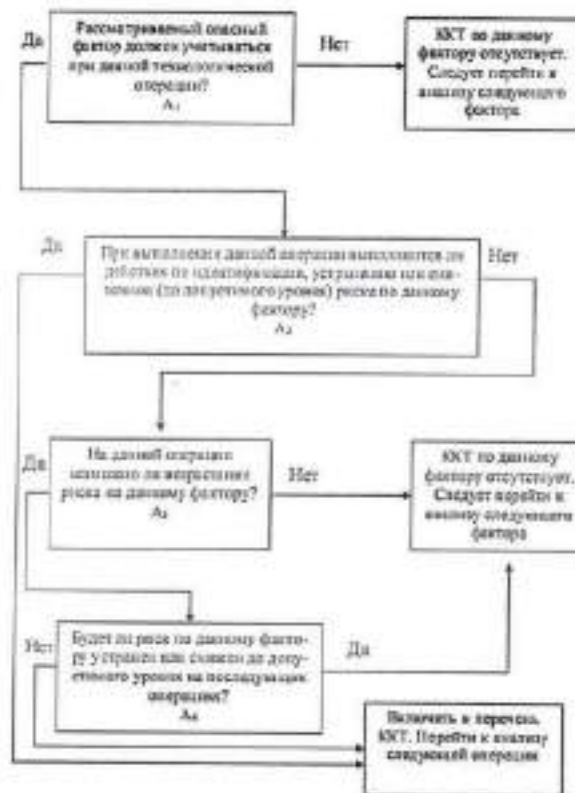 Да
Рассматриваемый опасный
фактор должен учитываться
при данной технологической
операции?
А₁
Нет
ККТ по данному
фактору отсутствует.
Следует перейти к
анализу следующего
фактора
Да
При выполнении данной операции выполняются ли
действия по идентификации, устранению или сни-
жению (до допустимого уровня) риска по данному
фактору?
А₂
Нет
Да
На данной операции
возможно ли возрастание
риска по данному фактору?
А₃
Нет
ККТ по данному
фактору отсутствует.
Следует перейти к
анализу следующего
фактора
Нет
Будет ли риск по данному факто-
ру устранен или снижен до допу-
стимого уровня на последующих
операциях?
А₄
Да
Включить в перечень
ККТ. Перейти к анализу
следующей операции